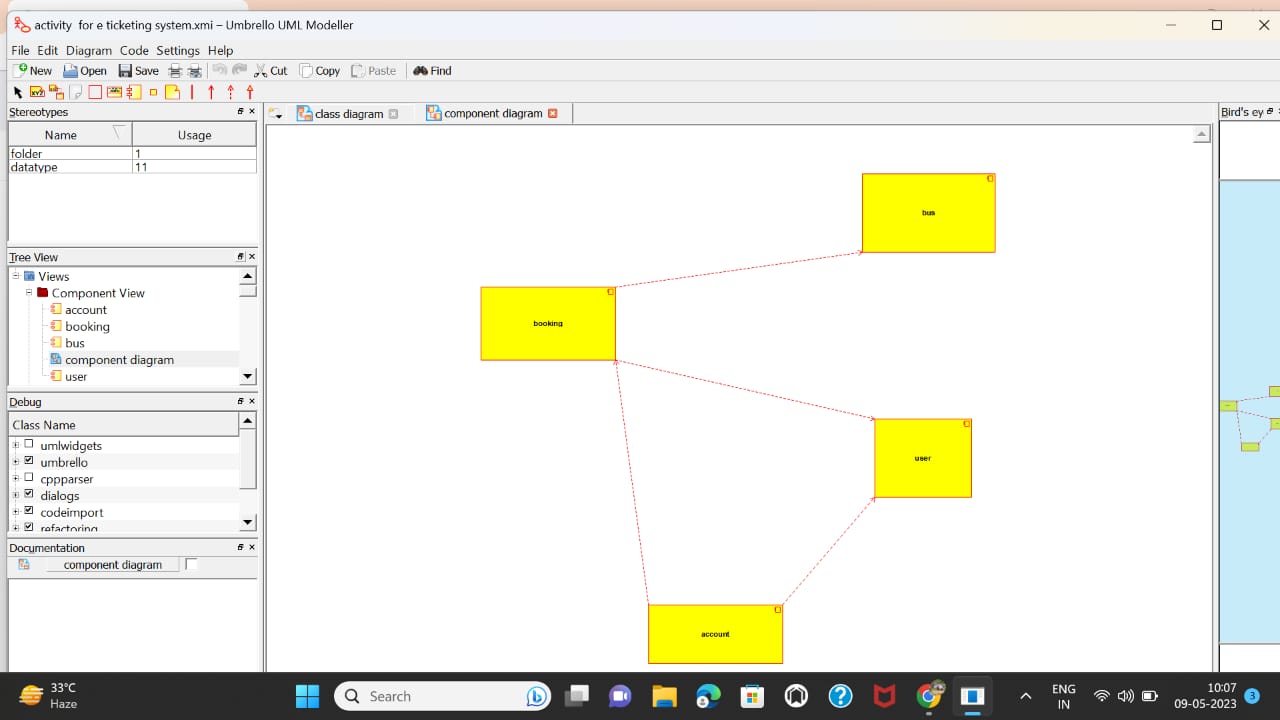 activity  for e ticketing system.xmi – Umbrello UML Modeller
File Edit Diagram Code Settings Help
New Open Save Cut Copy Paste Find
XYZ
Stereotypes
Name Usage
folder 1
datatype 11
Tree View
Views
Component View
account
booking
bus
component diagram
user
Debug
Class Name
umlwidgets
umbrello
cppparser
dialogs
codeimport
refactoring
Documentation
component diagram
class diagram component diagram
bus
booking
user
account
Bird's ey
33°C
Haze
Search
ENG
IN
10:07
09-05-2023
3